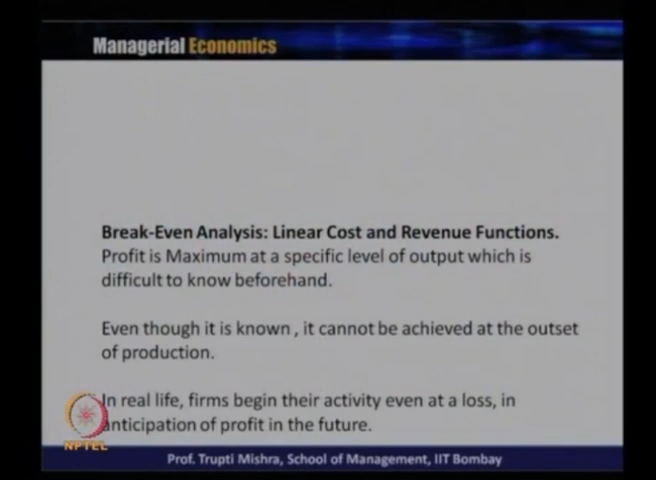 Managerial Economics
Break-Even Analysis: Linear Cost and Revenue Functions.
Profit is Maximum at a specific level of output which is
difficult to know beforehand.
Even though it is known , it cannot be achieved at the outset
of production.
In real life, firms begin their activity even at a loss, in
anticipation of profit in the future.
NPTEL
Prof. Trupti Mishra, School of Management, IIT Bombay